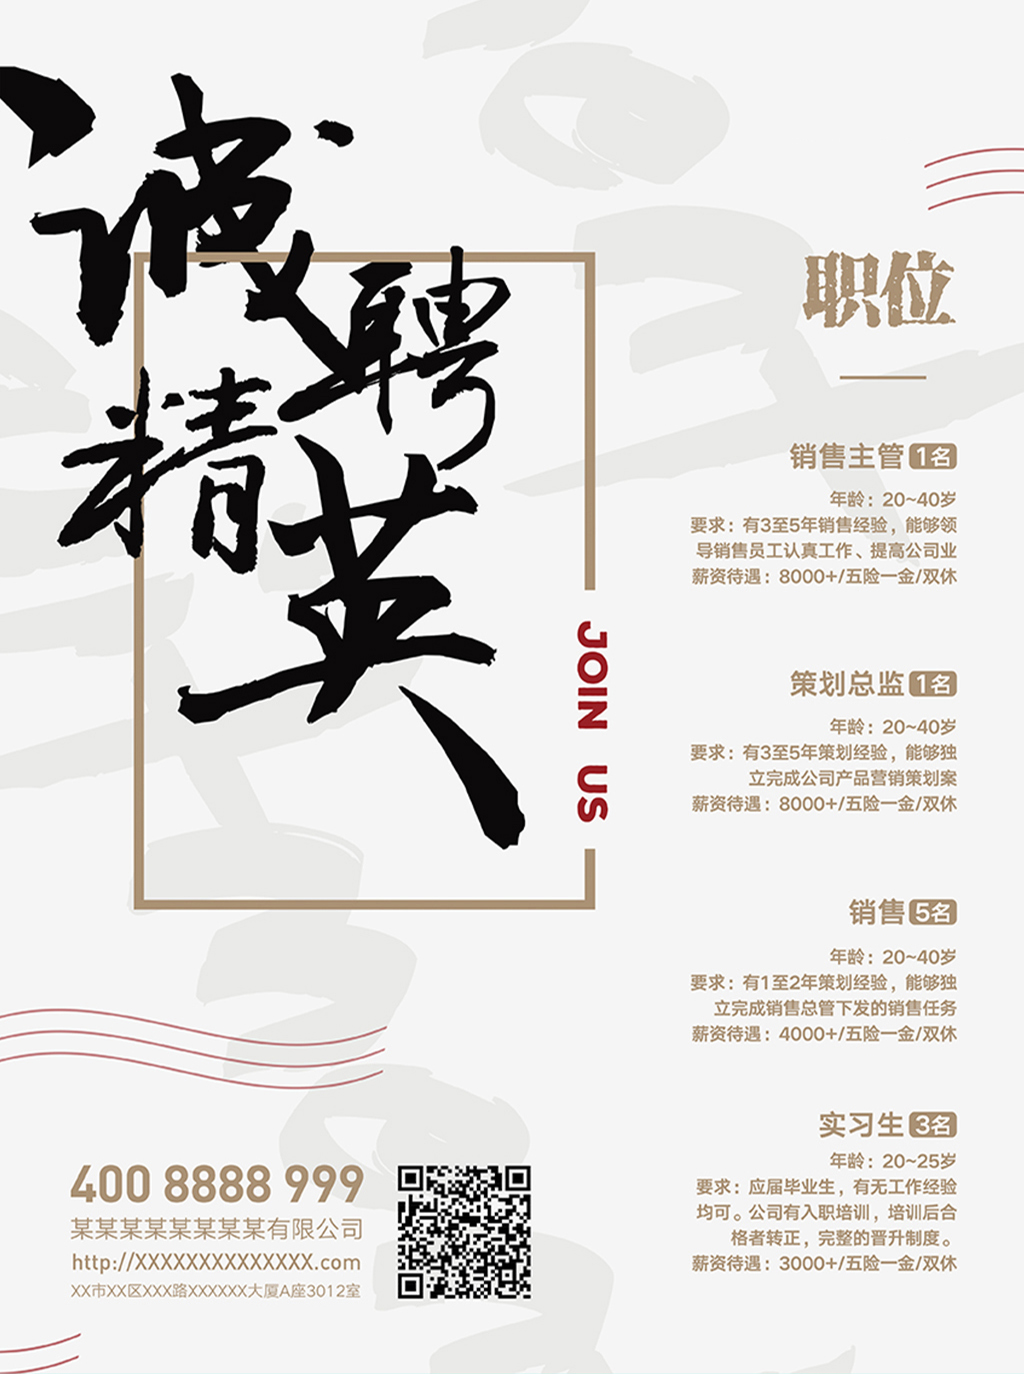 诚聘
精英
JOIN US
职位
销售主管 1名
年龄：20~40岁
要求：有3至5年销售经验，能够领
导销售员工认真工作、提高公司业
薪资待遇：8000+/五险一金/双休
策划总监 1名
年龄：20~40岁
要求：有3至5年策划经验，能够独
立完成公司产品营销策划案
薪资待遇：8000+/五险一金/双休
销售 5名
年龄：20~40岁
要求：有1至2年策划经验，能够独
立完成销售总管下发的销售任务
薪资待遇：4000+/五险一金/双休
实习生 3名
年龄：20~25岁
要求：应届毕业生，有无工作经验
均可。公司有入职培训，培训后合
格者转正，完整的晋升制度。
薪资待遇：3000+/五险一金/双休
400 8888 999
某某某某某某某某有限公司
http://XXXXXXXXXXXXXX.com
XX市XX区XXX路XXXXXX大厦A座3012室